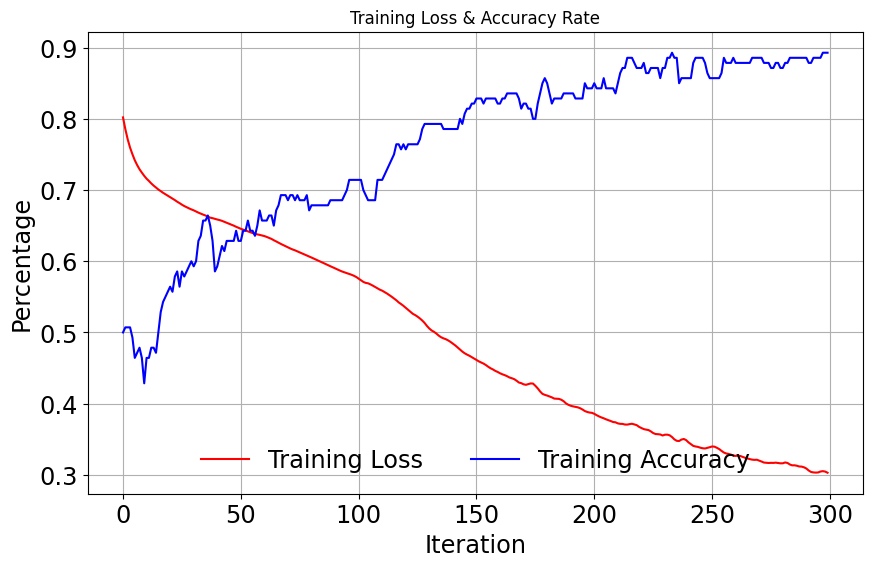 Training Loss & Accuracy Rate
0.9
0.8
0.7
0.6
0.5
0.4
0.3
Percentage
Training Loss
Training Accuracy
0
50
100
150
200
250
300
Iteration